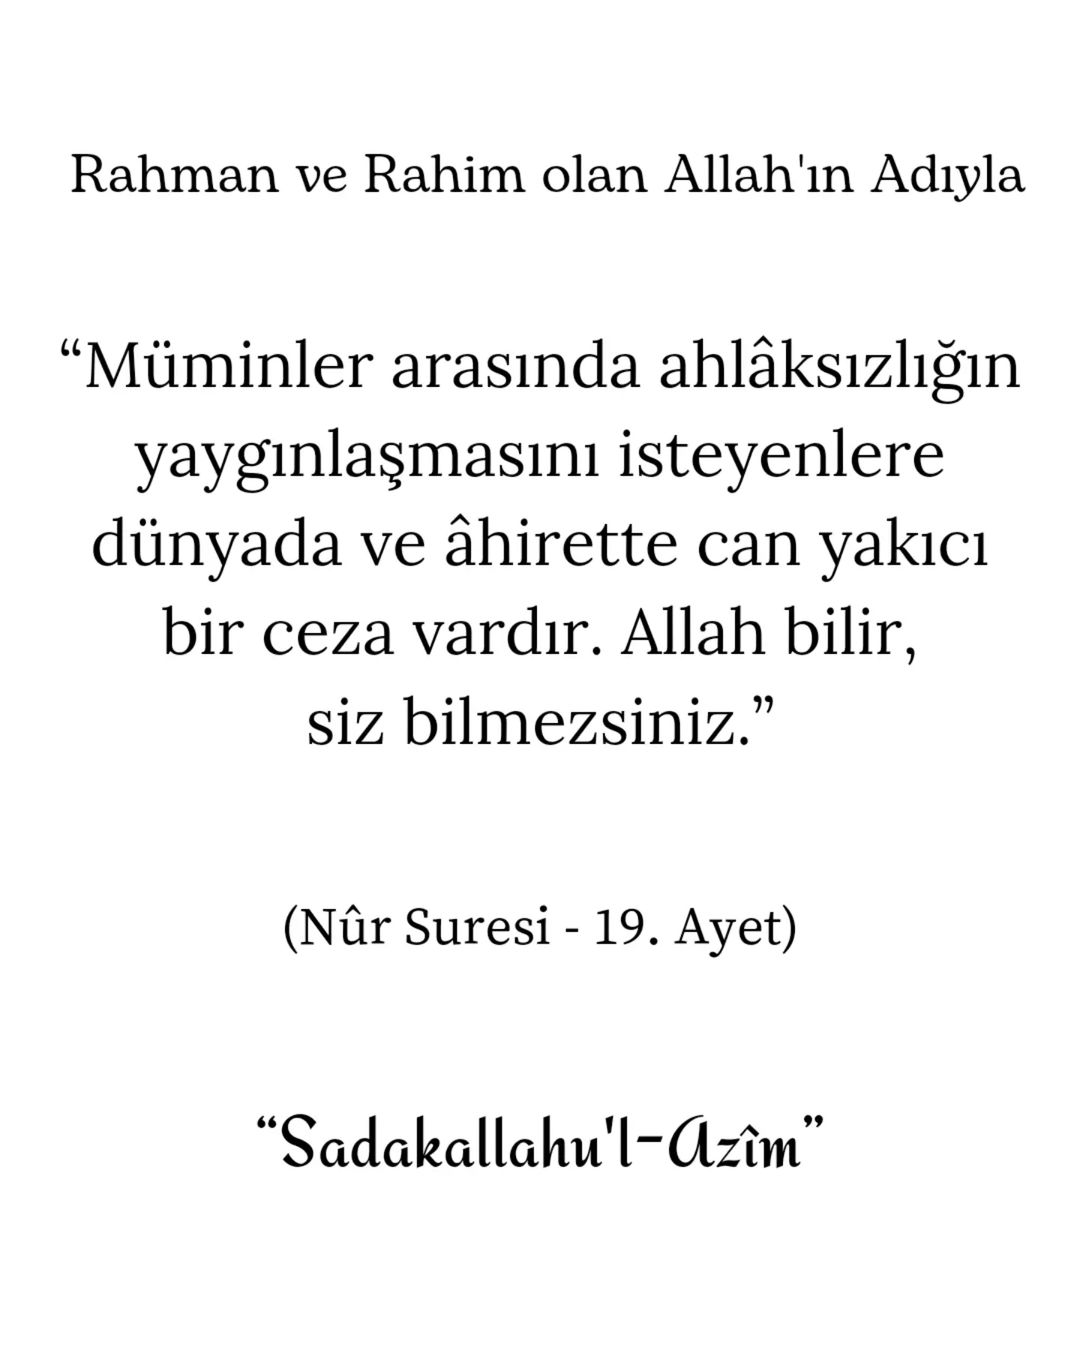 Rahman ve Rahim olan Allah'ın Adıyla
“Müminler arasında ahlâksızlığın
yaygınlaşmasını isteyenlere
dünyada ve âhirette can yakıcı
bir ceza vardır. Allah bilir,
siz bilmezsiniz.”
(Nûr Suresi - 19. Ayet)
“Sadakallahu'l-Azîm”